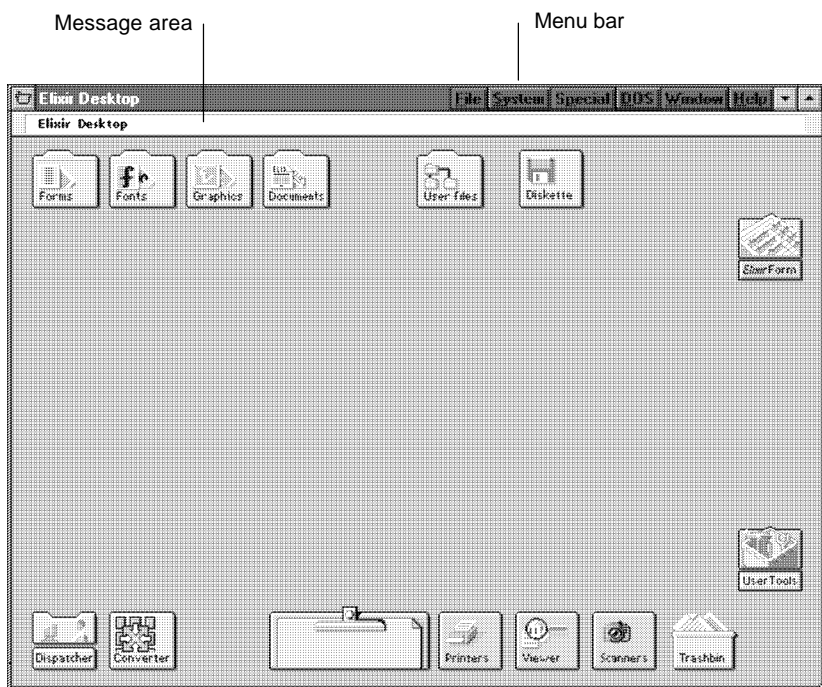 Message area
Menu bar
Elixir Desktop
File System Special DOS Window Help
Elixir Desktop
Forms
Fonts
Graphics
Documents
User files
Diskette
ElixirForm
User Tools
Dispatcher
Converter
Printers
Viewer
Scanners
Trashbin